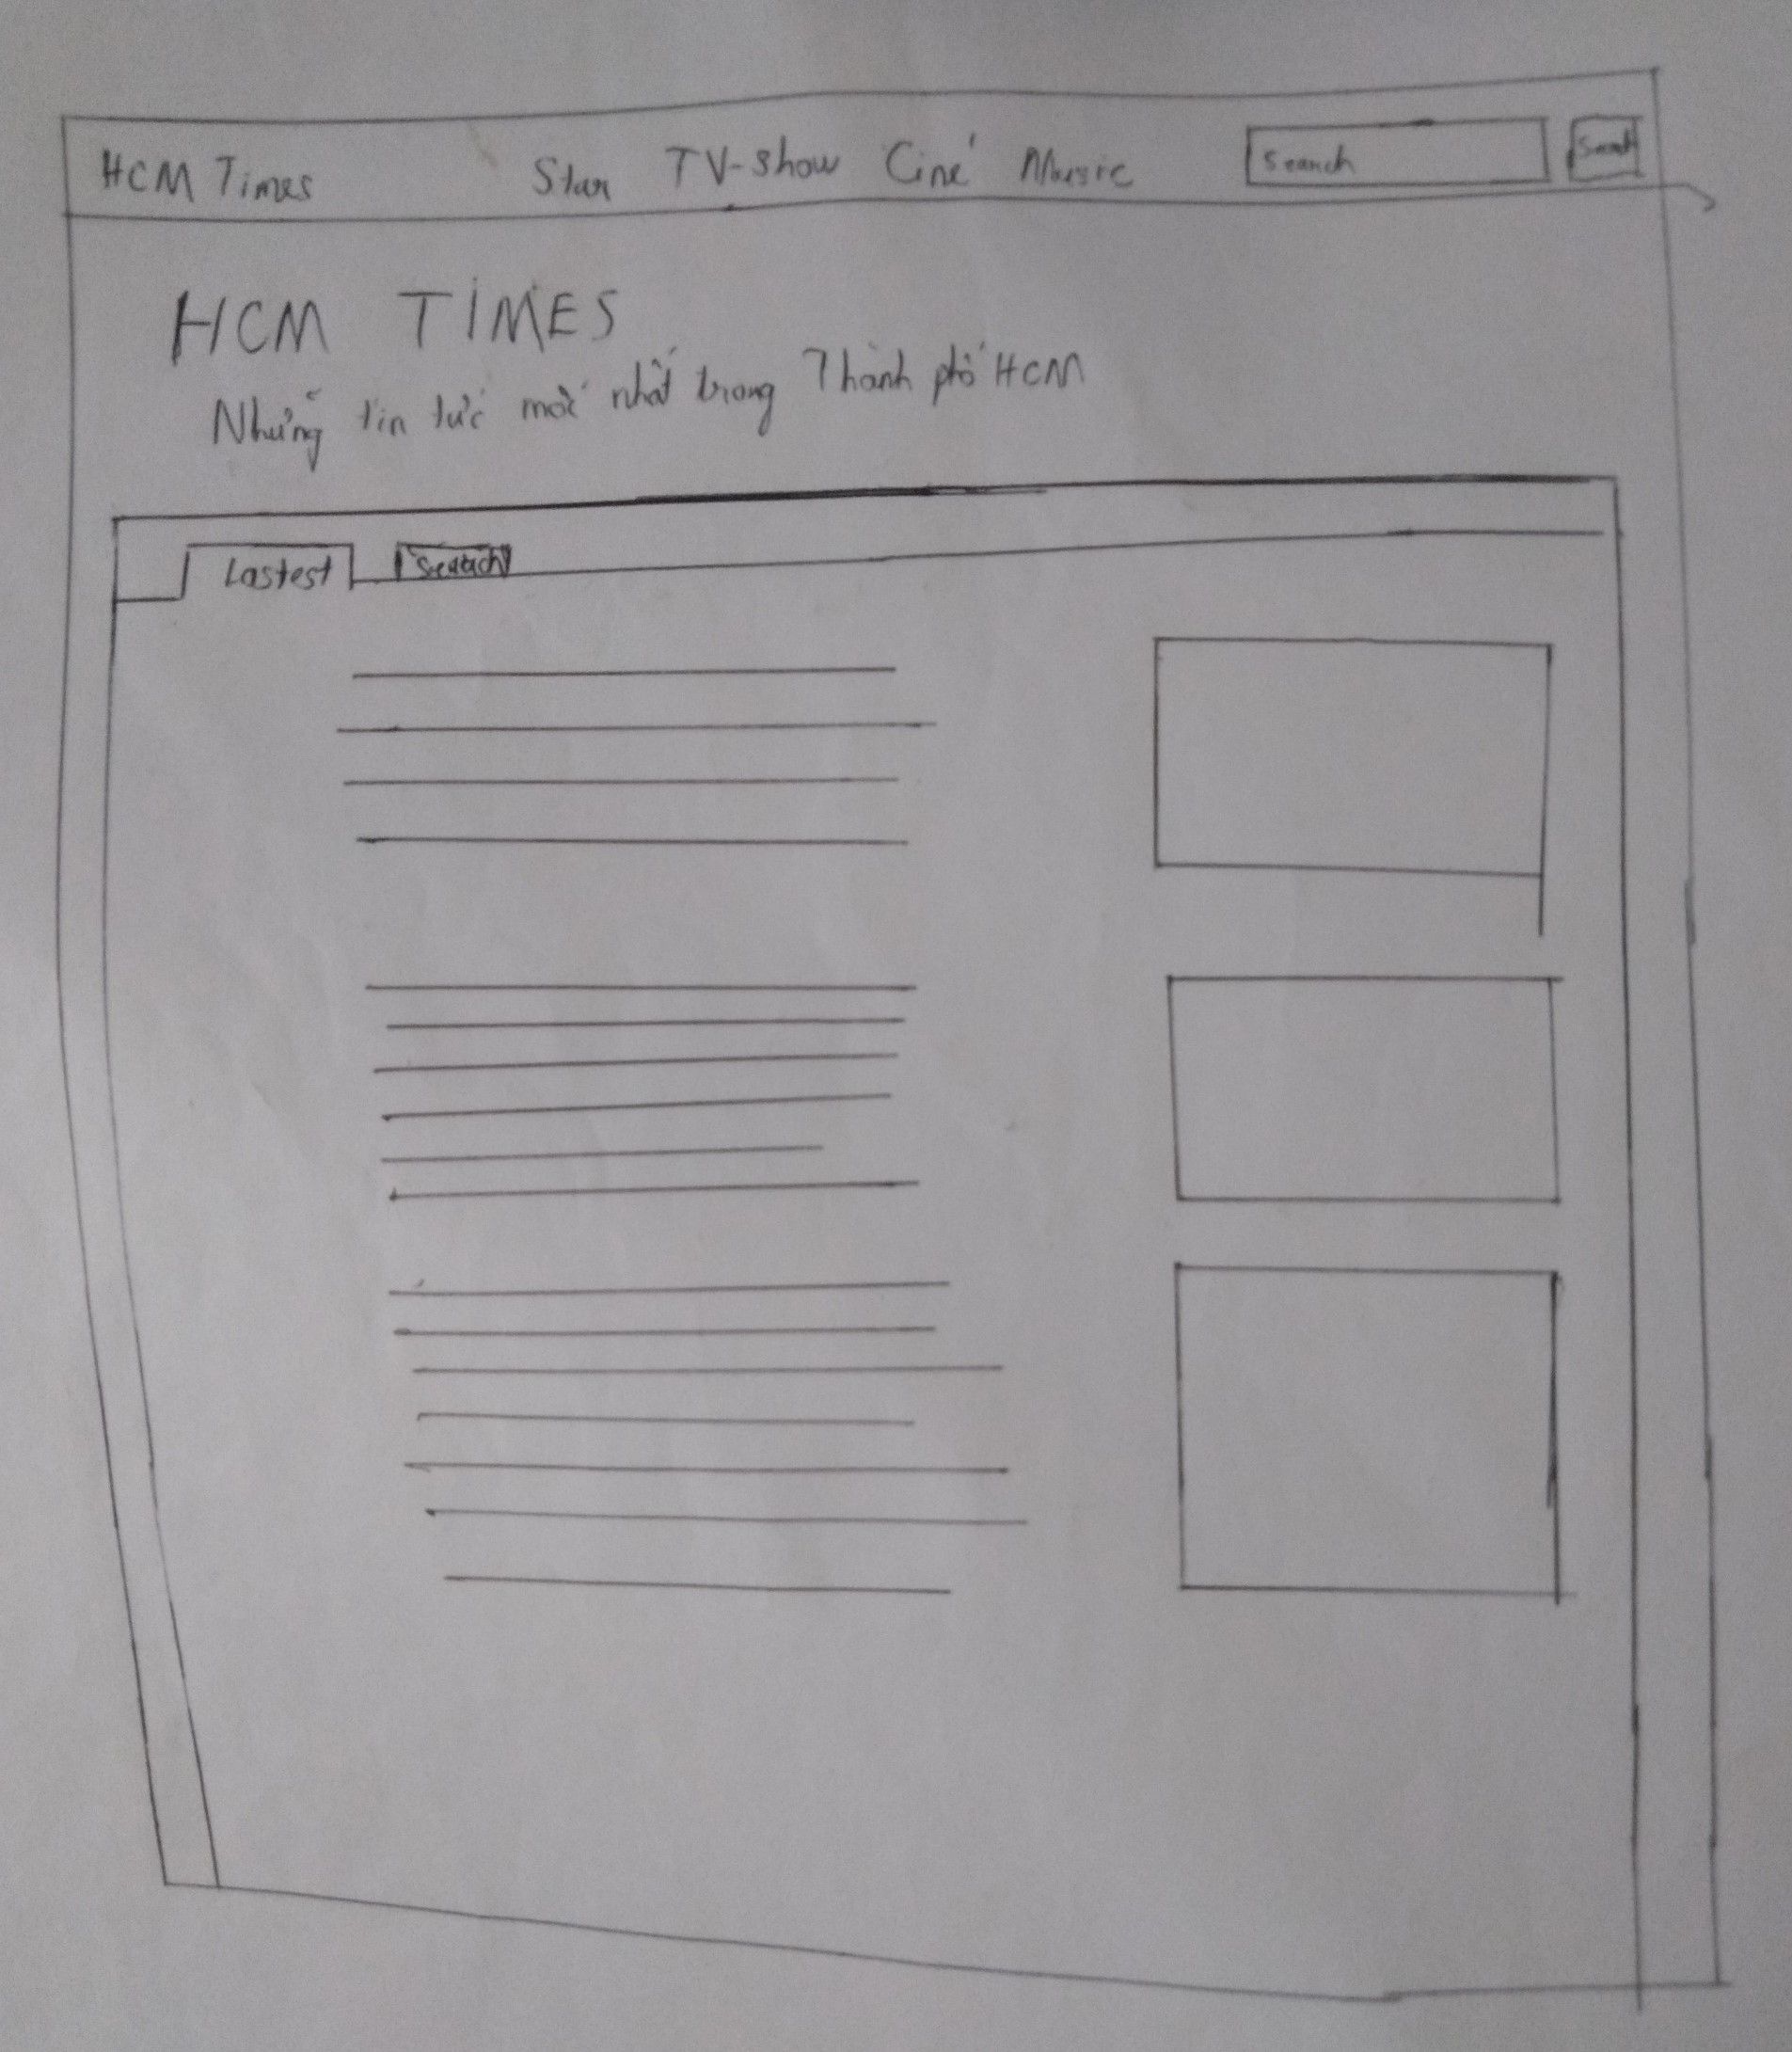 HCM Times Star TV-show Ciné Music Search Search
HCM TIMES
Những tin tức mới nhất trong Thành phố HCM
Lastest Search